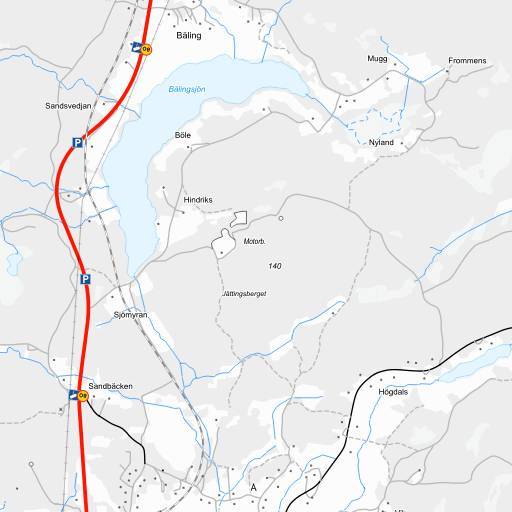 Bäling
Mugg
Frommens
Bälingsjön
Sandsvedjan
P
Böle
Nyland
Hindriks
Motorb.
140
P
Jättingsberget
Sjömyran
Sandbäcken
Högdals
A